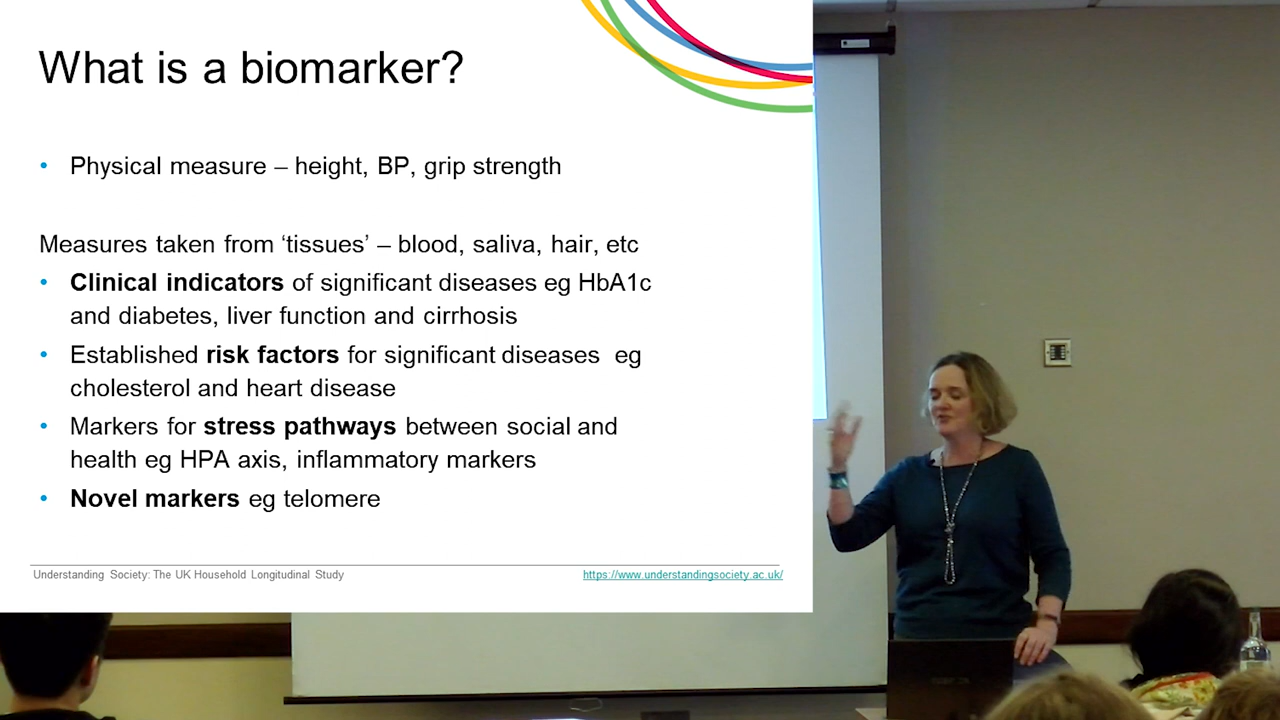 What is a biomarker?
• Physical measure – height, BP, grip strength
Measures taken from ‘tissues’ – blood, saliva, hair, etc
• Clinical indicators of significant diseases eg HbA1c
and diabetes, liver function and cirrhosis
• Established risk factors for significant diseases eg
cholesterol and heart disease
• Markers for stress pathways between social and
health eg HPA axis, inflammatory markers
• Novel markers eg telomere
Understanding Society: The UK Household Longitudinal Study
https://www.understandingsociety.ac.uk/